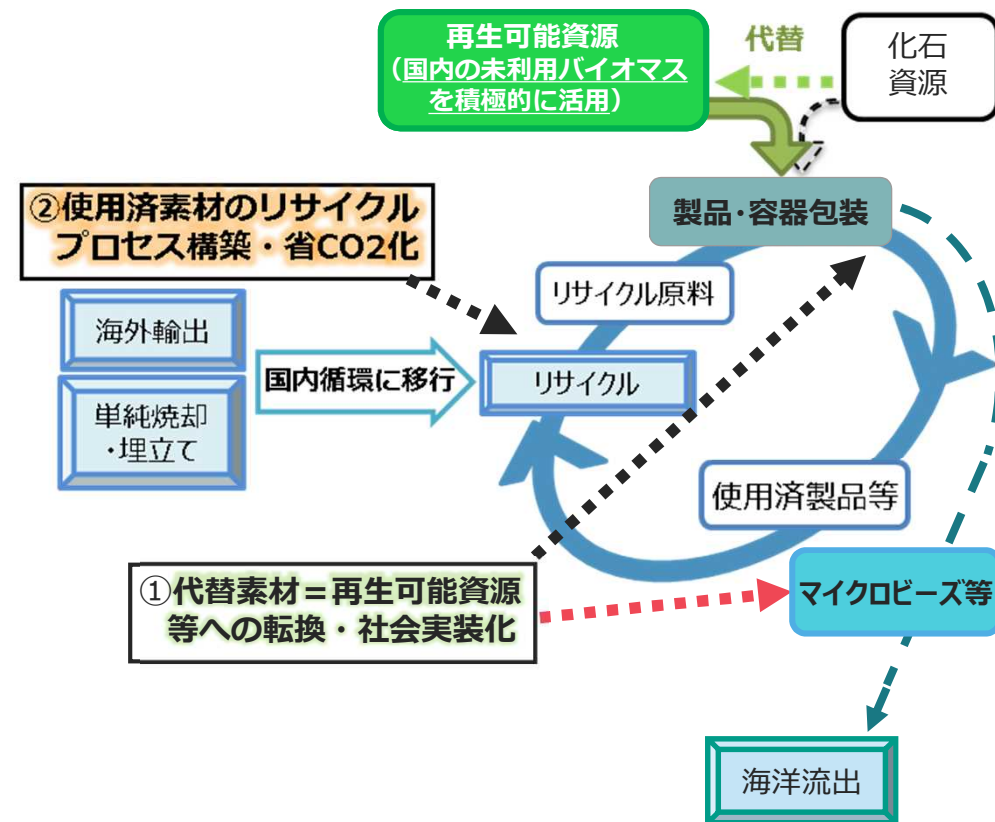 再生可能資源
（国内の未利用バイオマス
を積極的に活用）
代替
化石
資源
②使用済素材のリサイクル
プロセス構築・省CO2化
製品・容器包装
リサイクル原料
海外輸出
国内循環に移行
リサイクル
単純焼却
・埋立て
使用済製品等
①代替素材＝再生可能資源
等への転換・社会実装化
マイクロビーズ等
海洋流出